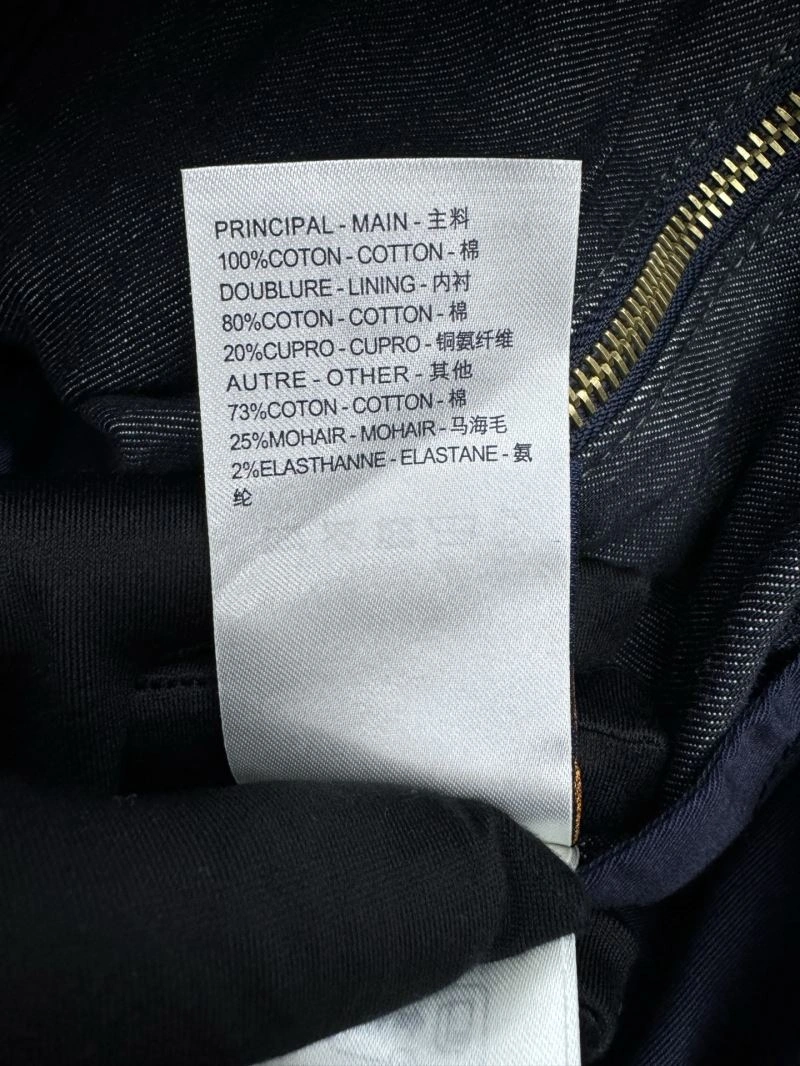 PRINCIPAL - MAIN - 主料
100%COTON - COTTON - 棉
DOUBLURE - LINING - 内衬
80%COTON - COTTON - 棉
20%CUPRO - CUPRO - 铜氨纤维
AUTRE - OTHER - 其他
73%COTON - COTTON - 棉
25%MOHAIR - MOHAIR - 马海毛
2%ELASTHANNE - ELASTANE - 氨
纶